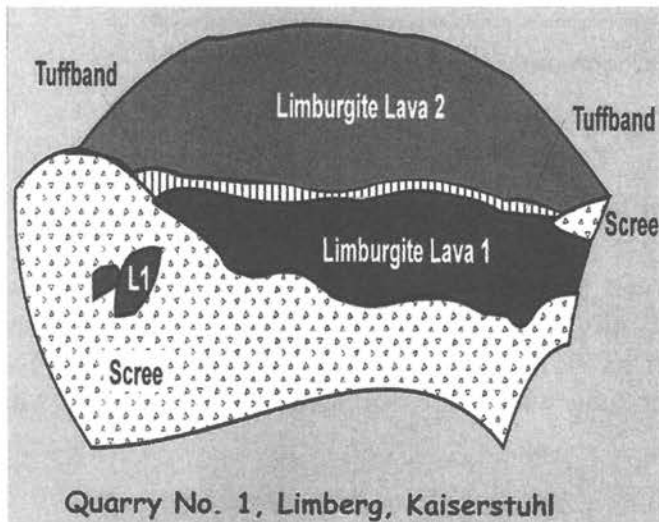 Tuffband
Limburgite Lava 2
Tuffband
Scree
Limburgite Lava 1
L1
Scree
Quarry No. 1, Limberg, Kaiserstuhl